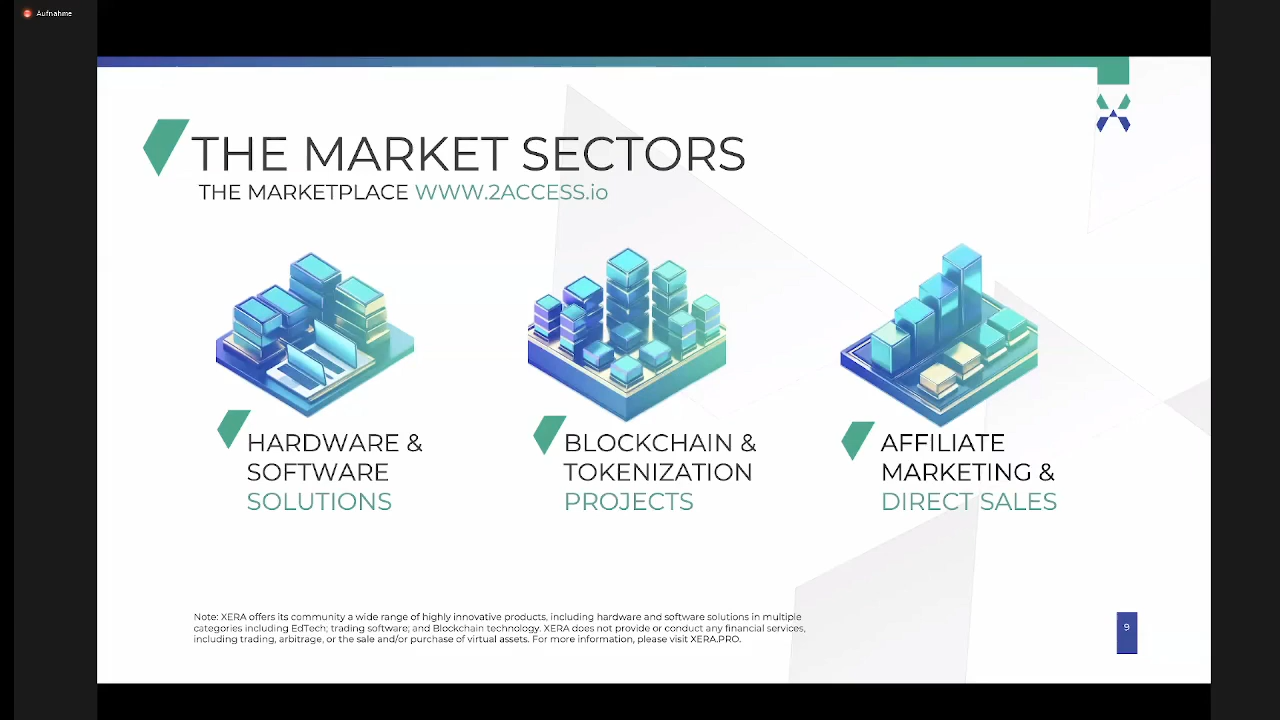 Aufnahme
THE MARKET SECTORS
THE MARKETPLACE WWW.2ACCESS.io
HARDWARE &
SOFTWARE
SOLUTIONS
BLOCKCHAIN &
TOKENIZATION
PROJECTS
AFFILIATE
MARKETING &
DIRECT SALES
Note: XERA offers its community a wide range of highly innovative products, including hardware and software solutions in multiple
categories including EdTech; trading software; and Blockchain technology. XERA does not provide or conduct any financial services,
including trading, arbitrage, or the sale and/or purchase of virtual assets. For more information, please visit XERA.PRO.
9